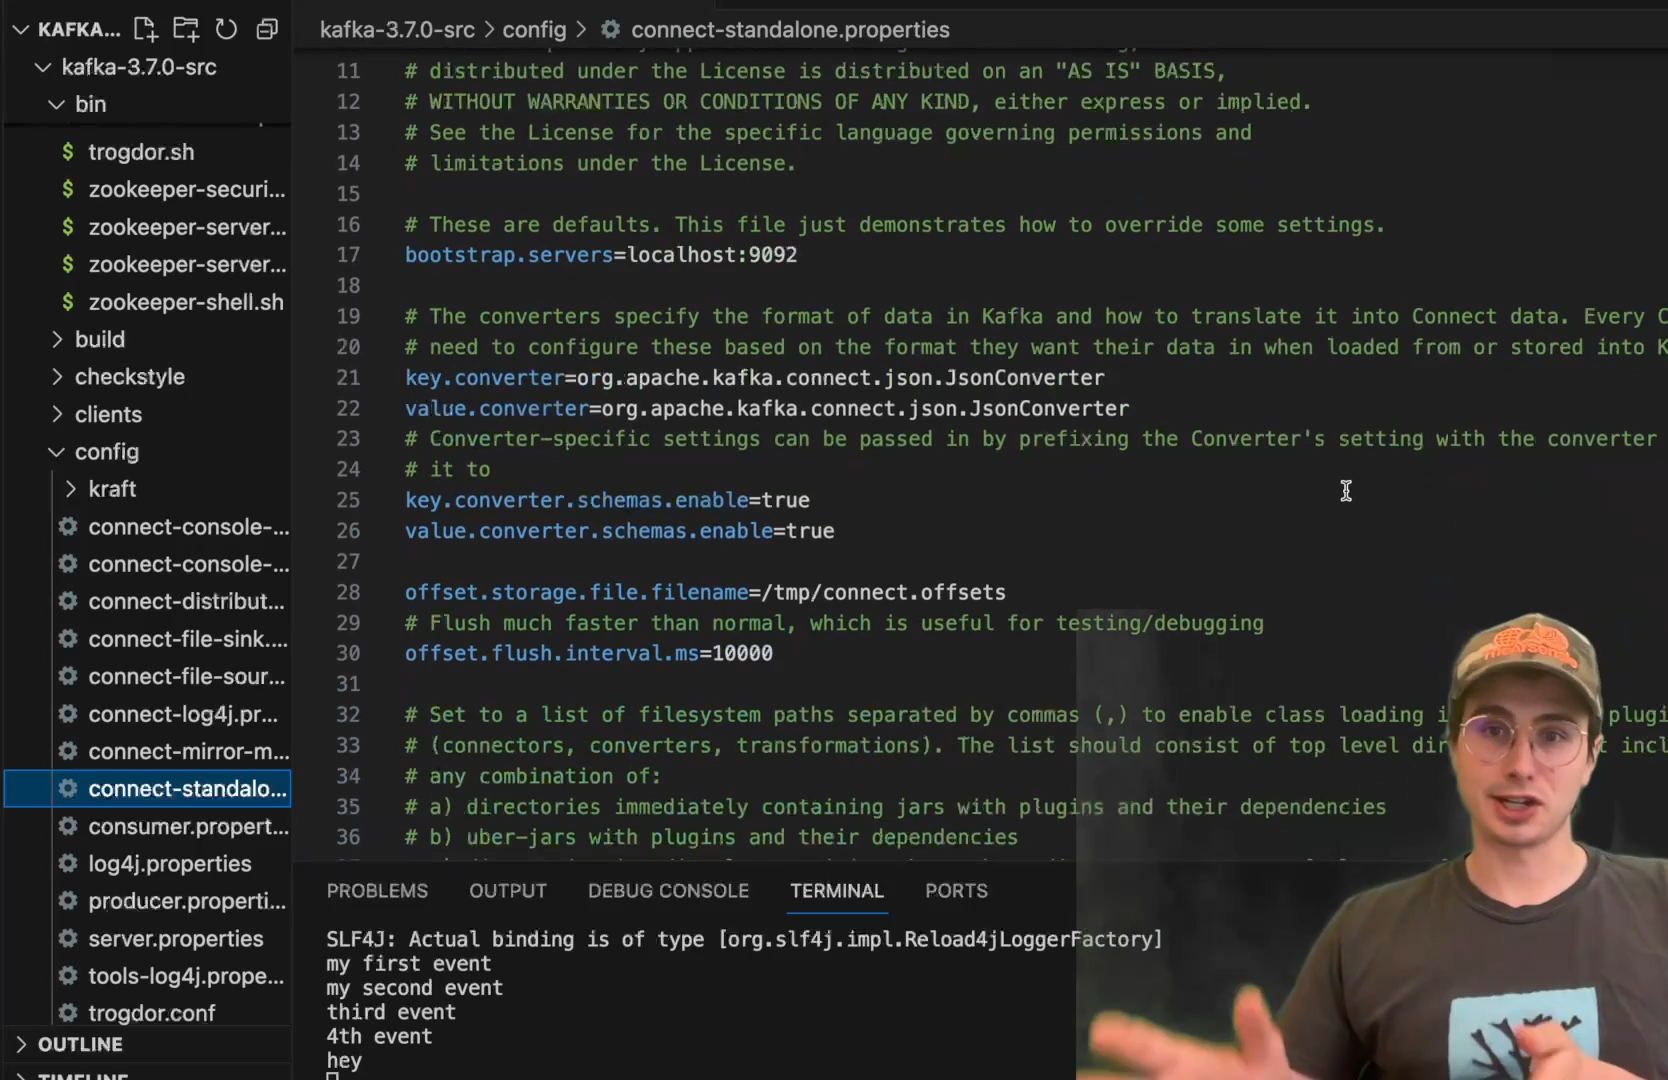 KAFKA...
kafka-3.7.0-src > config > connect-standalone.properties
kafka-3.7.0-src
bin
$ trogdor.sh
$ zookeeper-securi...
$ zookeeper-server...
$ zookeeper-server...
$ zookeeper-shell.sh
build
checkstyle
clients
config
kraft
connect-console-...
connect-console-...
connect-distribut...
connect-file-sink....
connect-file-sour...
connect-log4j.pr...
connect-mirror-m...
connect-standalo...
consumer.propert...
log4j.properties
producer.properti...
server.properties
tools-log4j.prope...
trogdor.conf
OUTLINE
TIMELINE
11 # distributed under the License is distributed on an "AS IS" BASIS,
12 # WITHOUT WARRANTIES OR CONDITIONS OF ANY KIND, either express or implied.
13 # See the License for the specific language governing permissions and
14 # limitations under the License.
15
16 # These are defaults. This file just demonstrates how to override some settings.
17 bootstrap.servers=localhost:9092
18
19 # The converters specify the format of data in Kafka and how to translate it into Connect data. Every C
20 # need to configure these based on the format they want their data in when loaded from or stored into K
21 key.converter=org.apache.kafka.connect.json.JsonConverter
22 value.converter=org.apache.kafka.connect.json.JsonConverter
23 # Converter-specific settings can be passed in by prefixing the Converter's setting with the converter
24 # it to
25 key.converter.schemas.enable=true
26 value.converter.schemas.enable=true
27
28 offset.storage.file.filename=/tmp/connect.offsets
29 # Flush much faster than normal, which is useful for testing/debugging
30 offset.flush.interval.ms=10000
31
32 # Set to a list of filesystem paths separated by commas (,) to enable class loading i plugi
33 # (connectors, converters, transformations). The list should consist of top level dir t incl
34 # any combination of:
35 # a) directories immediately containing jars with plugins and their dependencies
36 # b) uber-jars with plugins and their dependencies
PROBLEMS OUTPUT DEBUG CONSOLE TERMINAL PORTS
SLF4J: Actual binding is of type [org.slf4j.impl.Reload4jLoggerFactory]
my first event
my second event
third event
4th event
hey